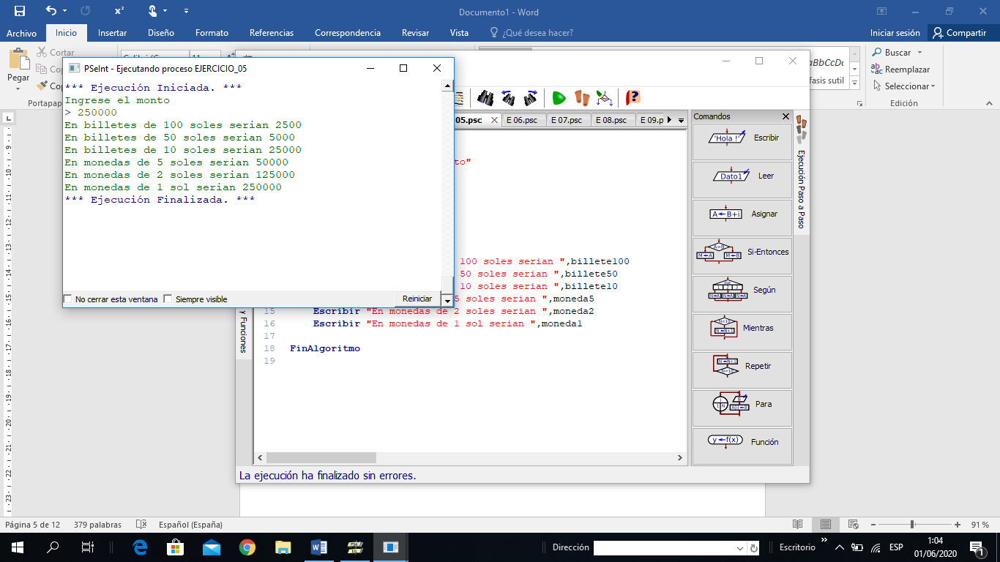 Documento1 - Word
Archivo Inicio Insertar Diseño Formato Referencias Correspondencia Revisar Vista ¿Qué desea hacer? Iniciar sesión Compartir
Pegar
Cortar
Buscar
Reemplazar
Seleccionar
Edición
Portapap
fasis sutil
PSeInt - Ejecutando proceso EJERCICIO_05
*** Ejecución Iniciada. ***
Ingrese el monto
> 250000
En billetes de 100 soles serian 2500
En billetes de 50 soles serian 5000
En billetes de 10 soles serian 25000
En monedas de 5 soles serian 50000
En monedas de 2 soles serian 125000
En monedas de 1 sol serian 250000
*** Ejecución Finalizada. ***
No cerrar esta ventana Siempre visible Reiniciar
05.psc E 06.psc E 07.psc E 08.psc E 09.p
to"
100 soles serian ",billete100
50 soles serian ",billete50
10 soles serian ",billete10
5 soles serian ",moneda5
15 Escribir "En monedas de 2 soles serian ",moneda2
16 Escribir "En monedas de 1 sol serian ",moneda1
17
18 FinAlgoritmo
19
y Funciones
Comandos
'Hola !' Escribir
Dato1 Leer
A B+i Asignar
A>B Si-Entonces
Según
Mientras
Repetir
Para
y f(x) Función
Ejecución Paso a Paso
La ejecución ha finalizado sin errores.
Página 5 de 12 379 palabras Español (España) 91 %
Dirección Escritorio ESP 1:04
01/06/2020